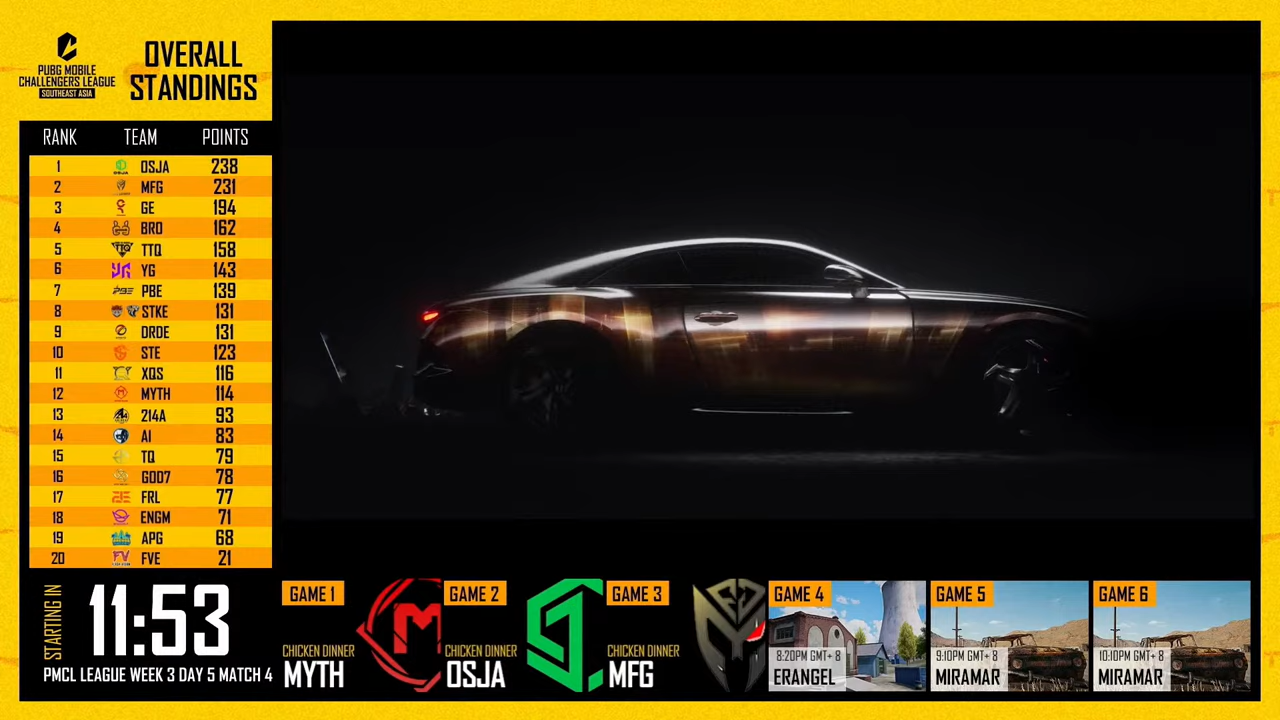 PUBG MOBILE
CHALLENGERS LEAGUE
SOUTHEAST ASIA
OVERALL
STANDINGS
RANK TEAM POINTS
1 OSJA 238
2 MFG 231
3 GE 194
4 BRO 162
5 TTQ 158
6 YG 143
7 PBE 139
8 STKE 131
9 DRDE 131
10 STE 123
11 XQS 116
12 MYTH 114
13 214A 93
14 AI 83
15 TQ 79
16 GOD7 78
17 FRL 77
18 ENGM 71
19 APG 68
20 FVE 21
STARTING IN
11:53
PMCL LEAGUE WEEK 3 DAY 5 MATCH 4
GAME 1
CHICKEN DINNER
MYTH
GAME 2
CHICKEN DINNER
OSJA
GAME 3
CHICKEN DINNER
MFG
GAME 4
8:20PM GMT+ 8
ERANGEL
GAME 5
9:10PM GMT+ 8
MIRAMAR
GAME 6
10:10PM GMT+ 8
MIRAMAR